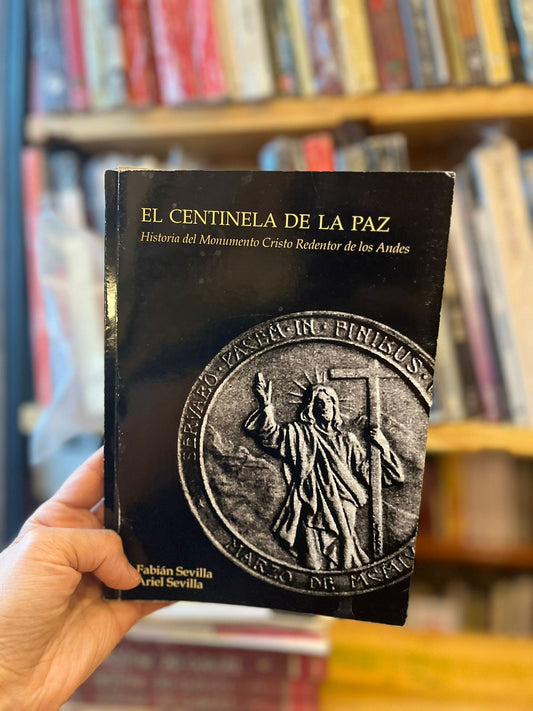 EL CENTINELA DE LA PAZ
Historia del Monumento Cristo Redentor de los Andes
SERVABO·PACEM·IN·FINIBUS
MARZO DE
Fabián Sevilla
Ariel Sevilla